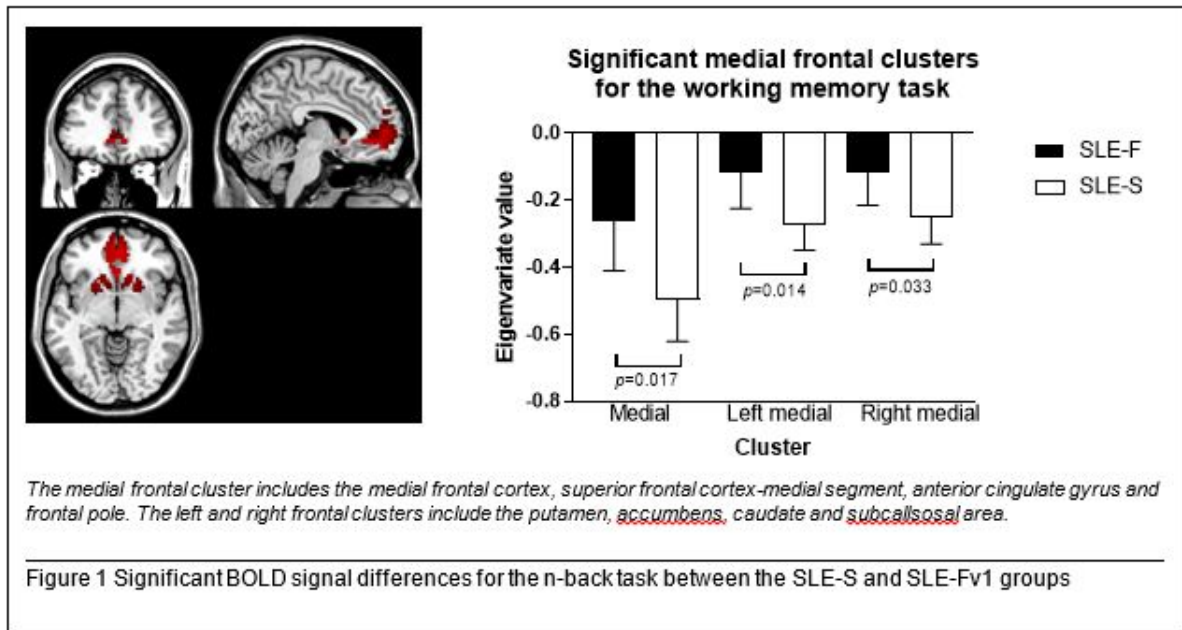 Significant medial frontal clusters
for the working memory task
0.0
-0.2
-0.4
-0.6
-0.8
Eigenvariate value
SLE-F
SLE-S
p=0.017
p=0.014
p=0.033
Medial
Left medial
Right medial
Cluster
The medial frontal cluster includes the medial frontal cortex, superior frontal cortex-medial segment, anterior cingulate gyrus and
frontal pole. The left and right frontal clusters include the putamen, accumbens, caudate and subcallsosal area.
Figure 1 Significant BOLD signal differences for the n-back task between the SLE-S and SLE-Fv1 groups